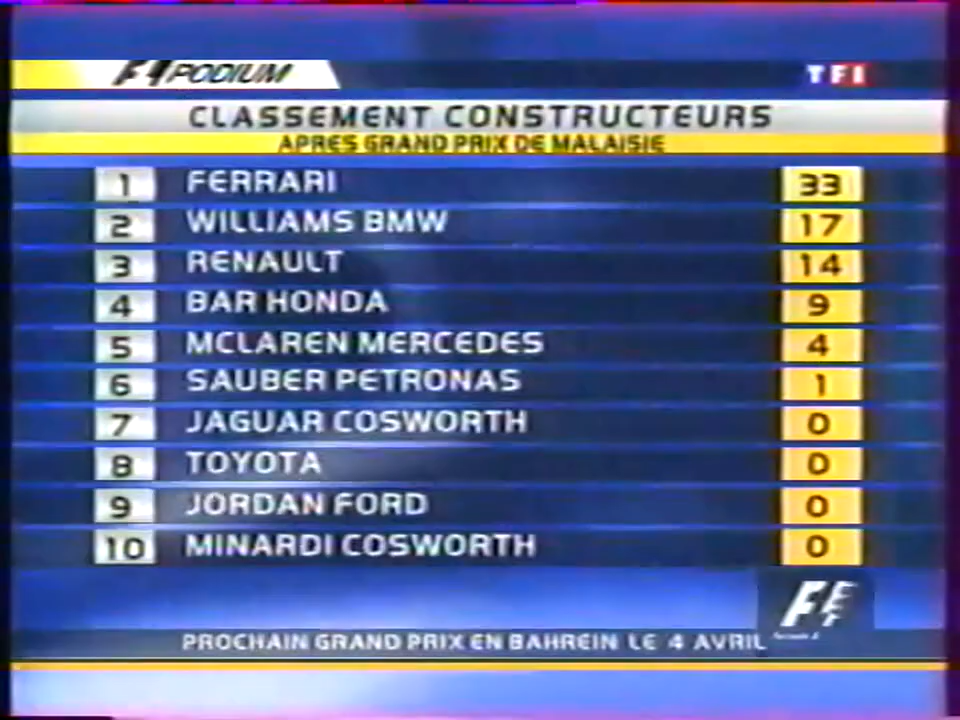 F1 PODIUM TF1
CLASSEMENT CONSTRUCTEURS
APRES GRAND PRIX DE MALAISIE
1 FERRARI 33
2 WILLIAMS BMW 17
3 RENAULT 14
4 BAR HONDA 9
5 MCLAREN MERCEDES 4
6 SAUBER PETRONAS 1
7 JAGUAR COSWORTH 0
8 TOYOTA 0
9 JORDAN FORD 0
10 MINARDI COSWORTH 0
PROCHAIN GRAND PRIX EN BAHREIN LE 4 AVRIL